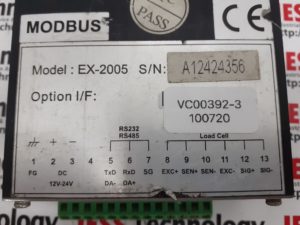 MODBUS
PASS
Model : EX-2005 S/N: A12424356
Option I/F:
VC00392-3
100720
RS232
RS485
Load Cell
1 2 3 4 5 6 7 8 9 10 11 12 13
FG DC TxD RxD SG EXC+ SEN+ SEN- EXC- SIG+ SIG-
12V-24V DA- DA+